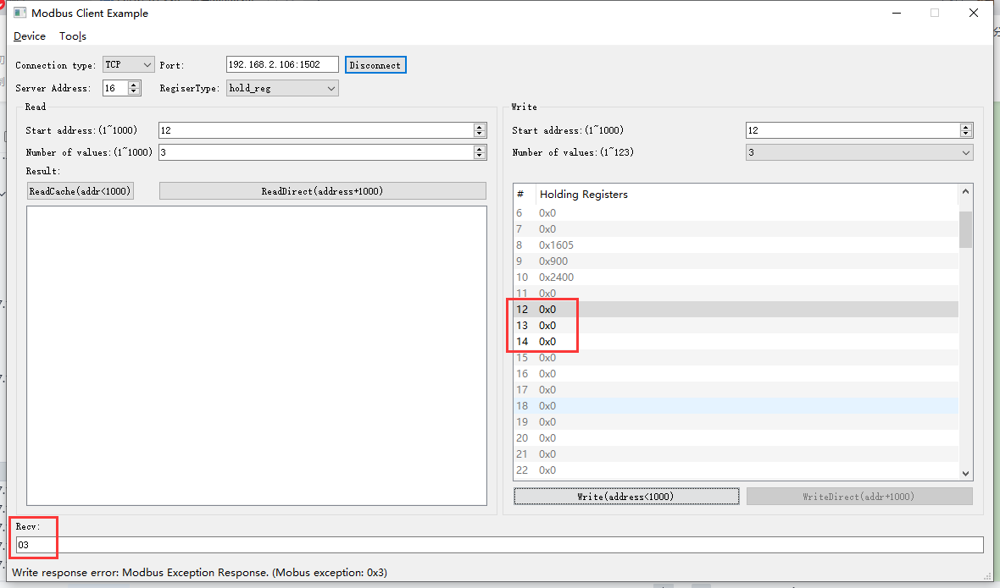 Modbus Client Example
Device Tools
Connection type: TCP Port: 192.168.2.106:1502 Disconnect
Server Address: 16 RegiserType: hold_reg
Read
Start address:(1~1000) 12
Number of values:(1~1000) 3
Result:
ReadCache(addr<1000) ReadDirect(address+1000)
Write
Start address:(1~1000) 12
Number of values:(1~123) 3
# Holding Registers
6 0x0
7 0x0
8 0x1605
9 0x900
10 0x2400
11 0x0
12 0x0
13 0x0
14 0x0
15 0x0
16 0x0
17 0x0
18 0x0
19 0x0
20 0x0
21 0x0
22 0x0
Write(address<1000) WriteDirect(addr+1000)
Recv:
03
Write response error: Modbus Exception Response. (Mobus exception: 0x3)